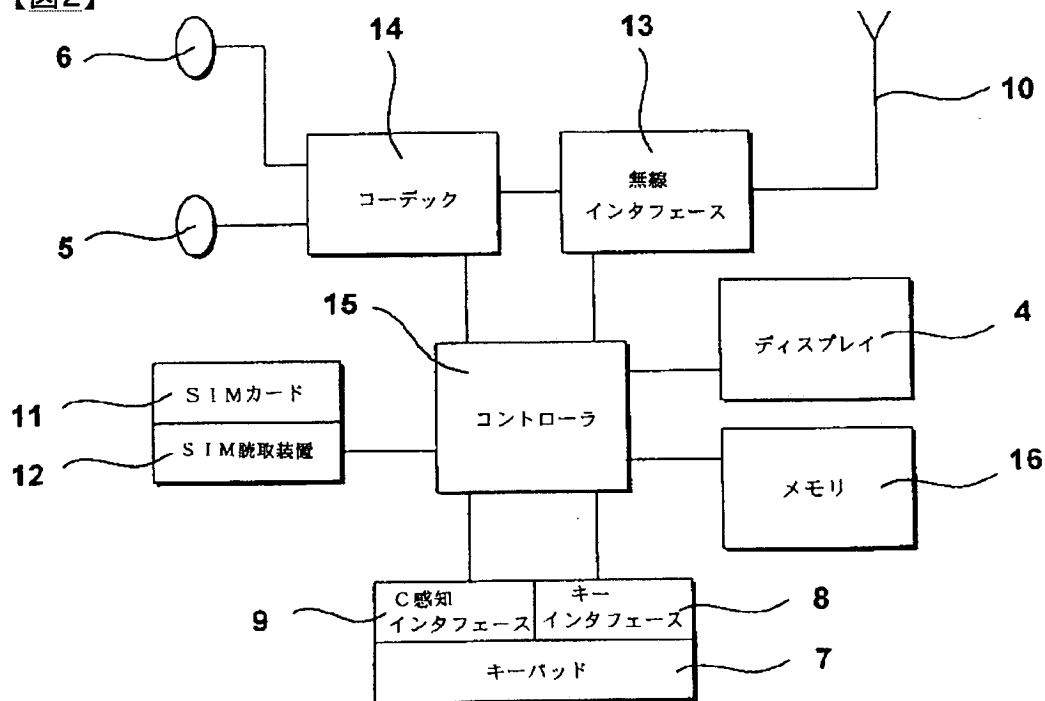 【図2】
6
14
13
10
コーデック
無線
インタフェース
5
15
4
ディスプレイ
11
SIMカード
コントローラ
12
SIM読取装置
16
メモリ
C感知
インタフェース
キー
インタフェース
9
8
キーパッド
7